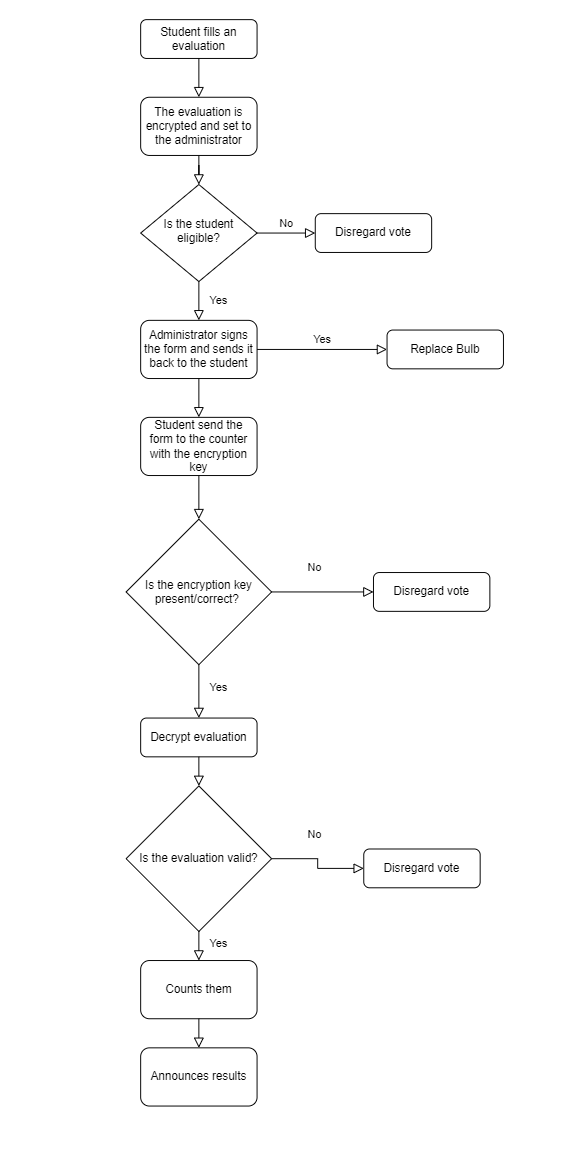 Student fills an
evaluation
The evaluation is
encrypted and set to
the administrator
Is the student
eligible?
No
Disregard vote
Yes
Administrator signs
the form and sends it
back to the student
Yes
Replace Bulb
Student send the
form to the counter
with the encryption
key
Is the encryption key
present/correct?
No
Disregard vote
Yes
Decrypt evaluation
Is the evaluation valid?
No
Disregard vote
Yes
Counts them
Announces results